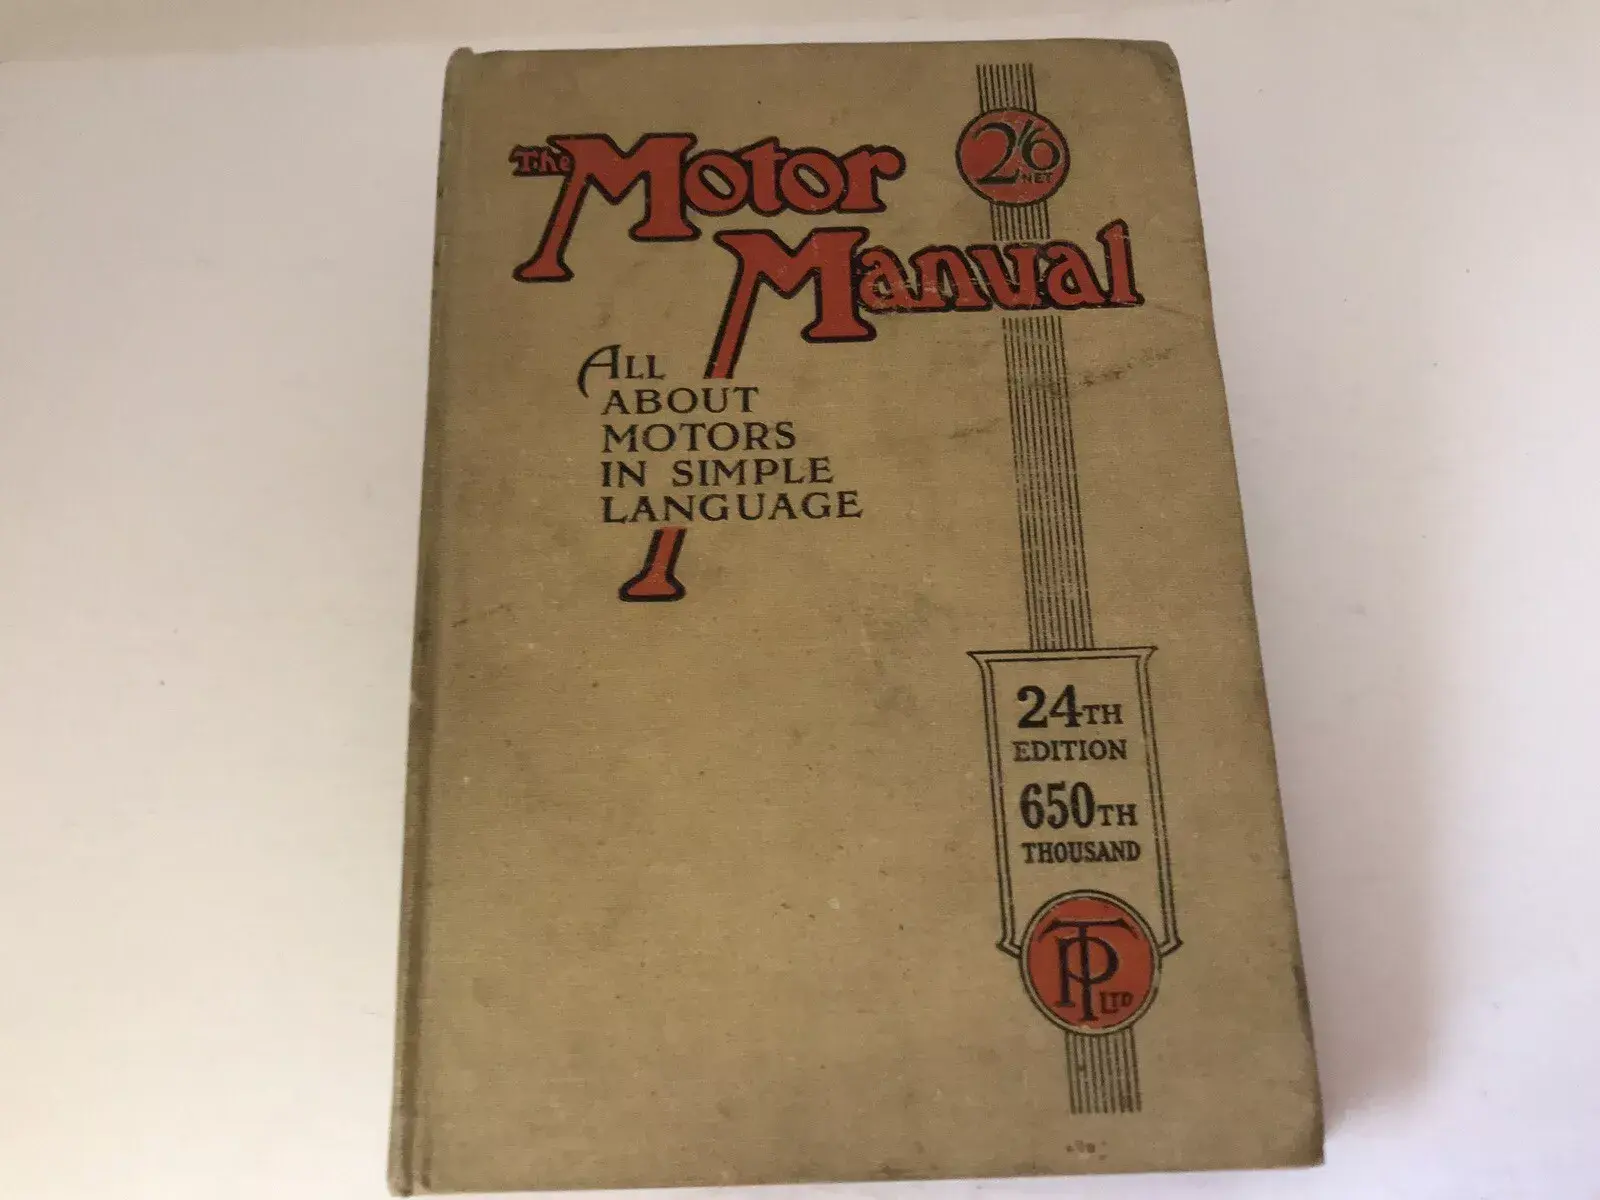 The Motor
Manual
2/6
NET
ALL
ABOUT
MOTORS
IN SIMPLE
LANGUAGE
24TH
EDITION
650TH
THOUSAND
TP LTD